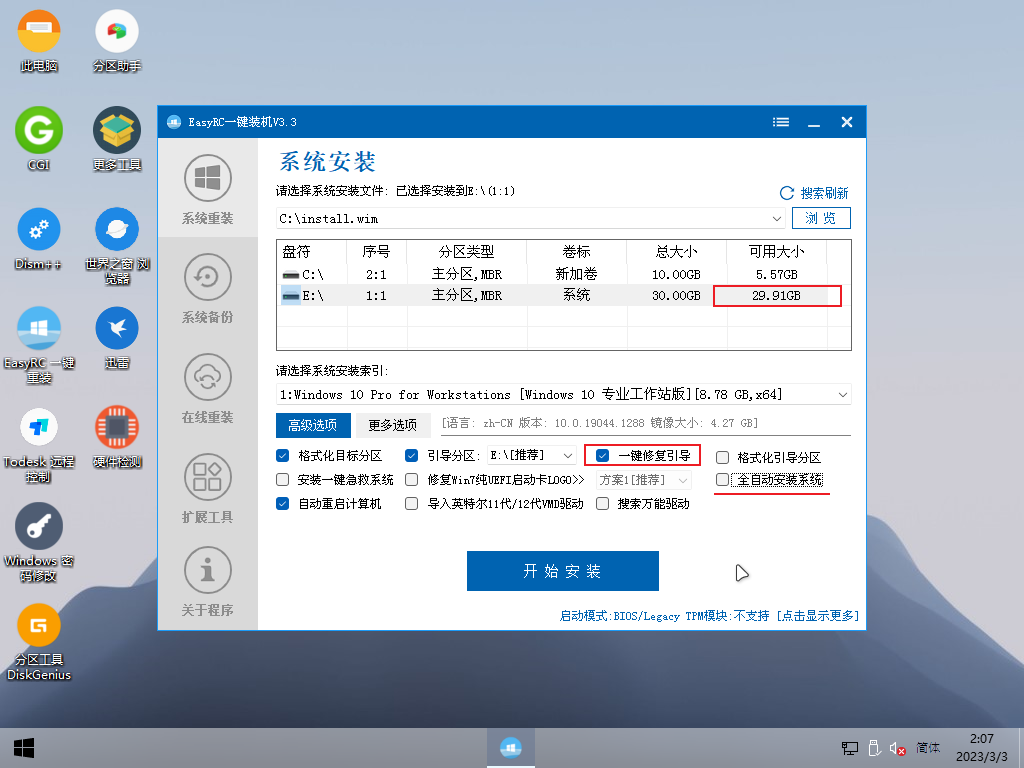 此电脑
分区助手
CGI
更多工具
Dism++
世界之窗 浏
览器
EasyRC 一键
重装
迅雷
Todesk 远程
控制
硬件检测
Windows 密
码修改
分区工具
DiskGenius
EasyRC一键装机V3.3
系统重装
系统备份
在线重装
扩展工具
关于程序
系统安装
请选择系统安装文件: 已选择安装到E:\(1:1)
搜索刷新
C:\install.wim
浏 览
盘符 序号 分区类型 卷标 总大小 可用大小
C:\ 2:1 主分区,MBR 新加卷 10.00GB 5.57GB
E:\ 1:1 主分区,MBR 系统 30.00GB 29.91GB
请选择系统安装索引:
1:Windows 10 Pro for Workstations [Windows 10 专业工作站版][8.78 GB,x64]
高级选项 更多选项 [语言: zh-CN 版本: 10.0.19044.1288 镜像大小: 4.27 GB]
格式化目标分区 引导分区: E:\[推荐] 一键修复引导 格式化引导分区
安装一键急救系统 修复Win7纯UEFI启动卡LOGO>> 方案1[推荐] 全自动安装系统
自动重启计算机 导入英特尔11代/12代VMD驱动 搜索万能驱动
开 始 安 装
启动模式:BIOS/Legacy TPM模块:不支持 [点击显示更多]
简体
2:07
2023/3/3